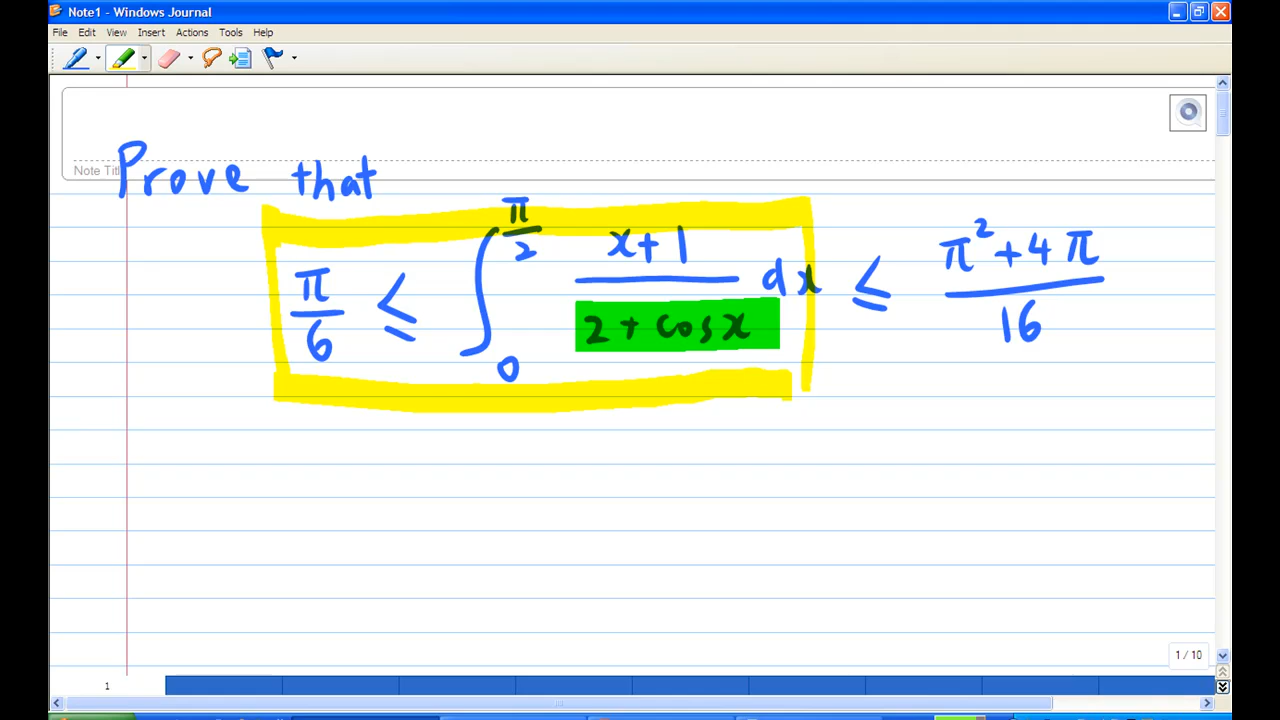 Note1 - Windows Journal
File Edit View Insert Actions Tools Help
Prove that
Note Titl
π/6 ≤ ∫₀^(π/2) (x+1)/(2 + cos x) dx ≤ (π² + 4π)/16
1 / 10
1